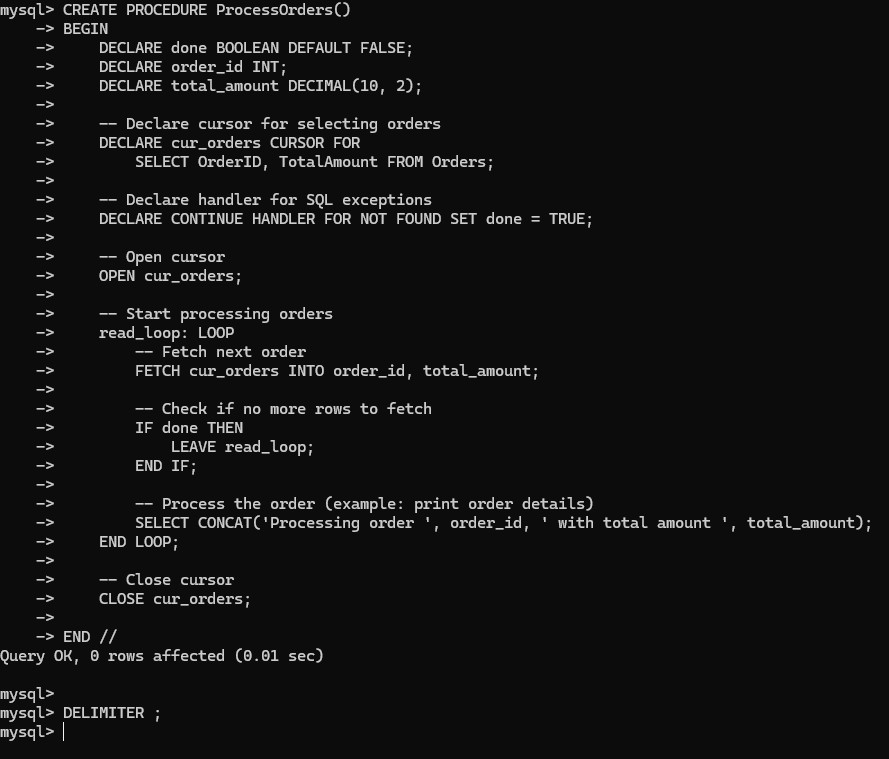 mysql> CREATE PROCEDURE ProcessOrders()
    -> BEGIN
    ->     DECLARE done BOOLEAN DEFAULT FALSE;
    ->     DECLARE order_id INT;
    ->     DECLARE total_amount DECIMAL(10, 2);
    ->
    ->     -- Declare cursor for selecting orders
    ->     DECLARE cur_orders CURSOR FOR
    ->         SELECT OrderID, TotalAmount FROM Orders;
    ->
    ->     -- Declare handler for SQL exceptions
    ->     DECLARE CONTINUE HANDLER FOR NOT FOUND SET done = TRUE;
    ->
    ->     -- Open cursor
    ->     OPEN cur_orders;
    ->
    ->     -- Start processing orders
    ->     read_loop: LOOP
    ->         -- Fetch next order
    ->         FETCH cur_orders INTO order_id, total_amount;
    ->
    ->         -- Check if no more rows to fetch
    ->         IF done THEN
    ->             LEAVE read_loop;
    ->         END IF;
    ->
    ->         -- Process the order (example: print order details)
    ->         SELECT CONCAT('Processing order ', order_id, ' with total amount ', total_amount);
    ->     END LOOP;
    ->
    ->     -- Close cursor
    ->     CLOSE cur_orders;
    ->
    -> END //
Query OK, 0 rows affected (0.01 sec)

mysql>
mysql> DELIMITER ;
mysql>